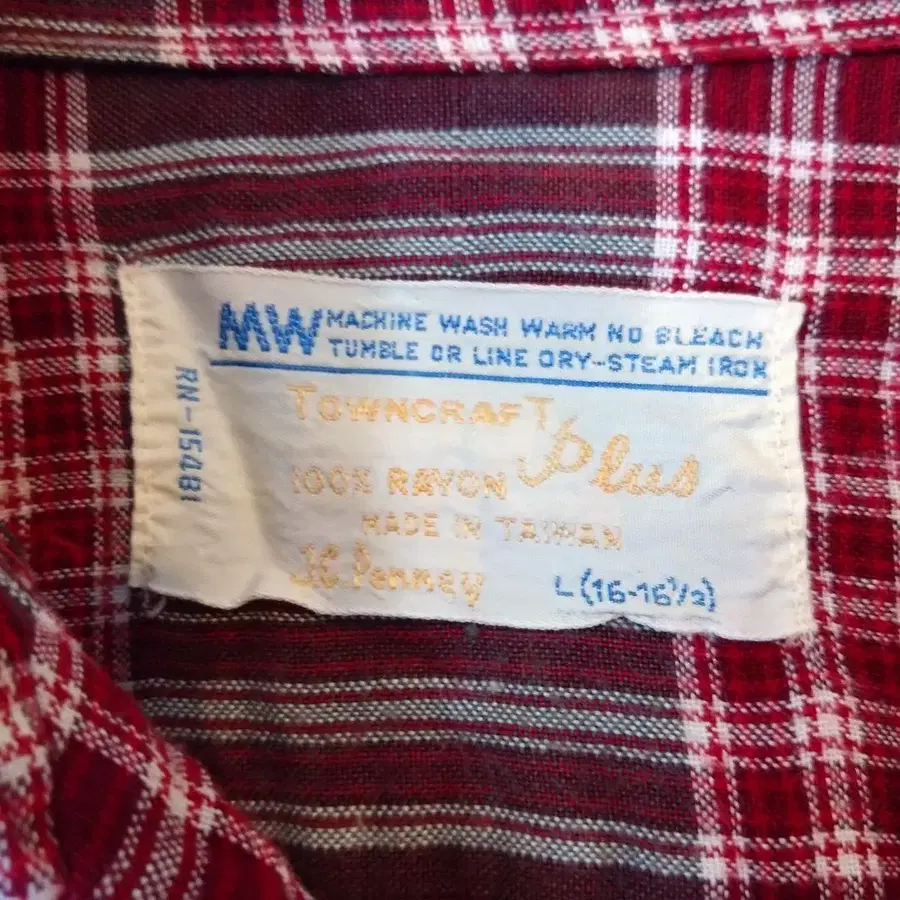 MW MACHINE WASH WARM NO BLEACH
TUMBLE OR LINE DRY--STEAM IRON
RN-15481
TOWNCRAFT
Plus
100% RAYON
MADE IN TAIWAN
J.C.Penney
L(16-16½)